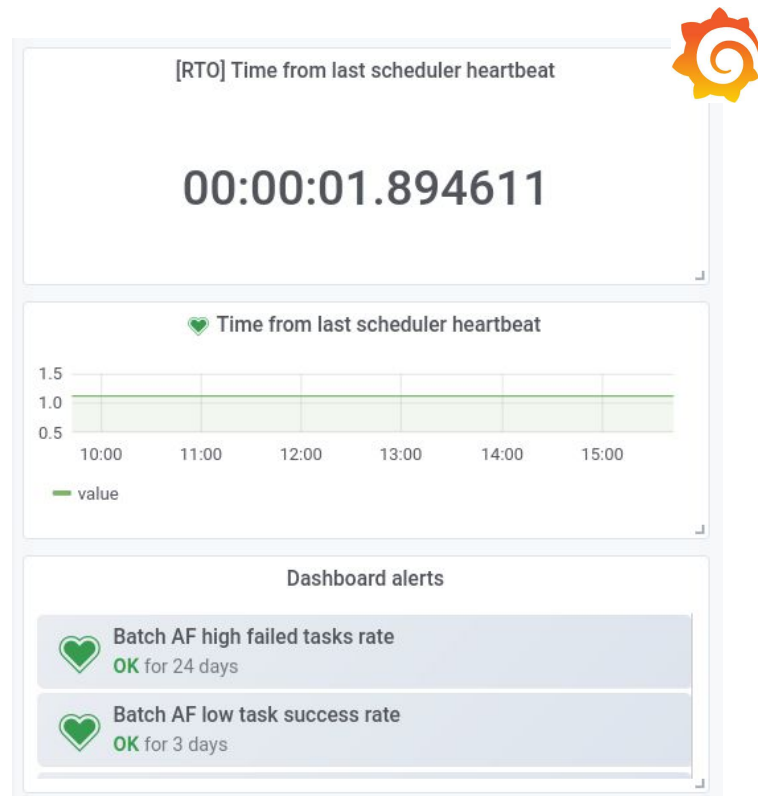 [RTO] Time from last scheduler heartbeat
00:00:01.894611
Time from last scheduler heartbeat
1.5
1.0
0.5
10:00 11:00 12:00 13:00 14:00 15:00
value
Dashboard alerts
Batch AF high failed tasks rate
OK for 24 days
Batch AF low task success rate
OK for 3 days